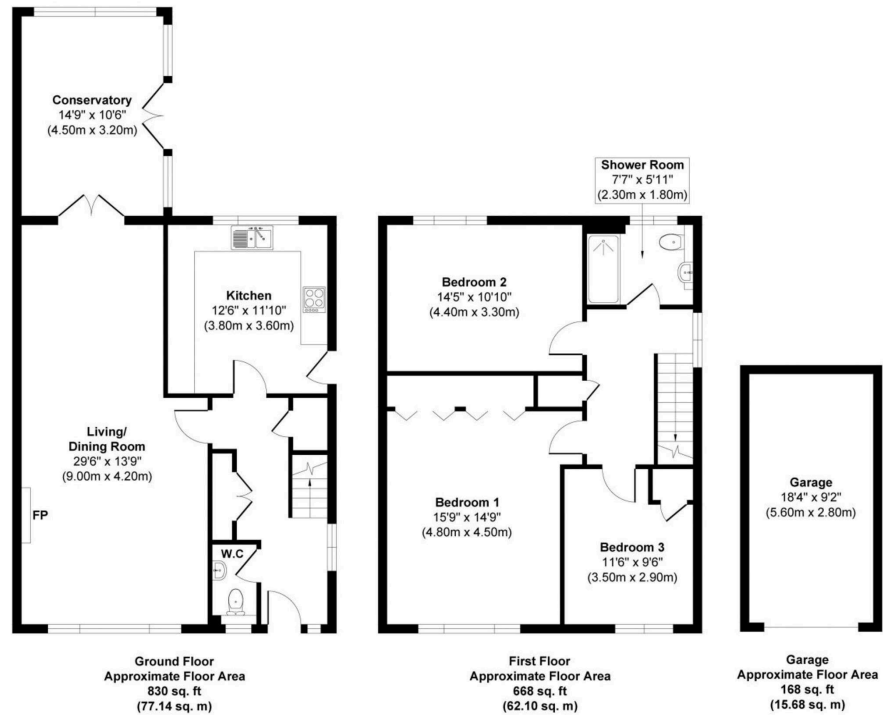 Conservatory
14'9" x 10'6"
(4.50m x 3.20m)
Kitchen
12'6" x 11'10"
(3.80m x 3.60m)
Living/
Dining Room
29'6" x 13'9"
(9.00m x 4.20m)
FP
W.C
Ground Floor
Approximate Floor Area
830 sq. ft
(77.14 sq. m)
Shower Room
7'7" x 5'11"
(2.30m x 1.80m)
Bedroom 2
14'5" x 10'10"
(4.40m x 3.30m)
Bedroom 1
15'9" x 14'9"
(4.80m x 4.50m)
Bedroom 3
11'6" x 9'6"
(3.50m x 2.90m)
First Floor
Approximate Floor Area
668 sq. ft
(62.10 sq. m)
Garage
18'4" x 9'2"
(5.60m x 2.80m)
Garage
Approximate Floor Area
168 sq. ft
(15.68 sq. m)